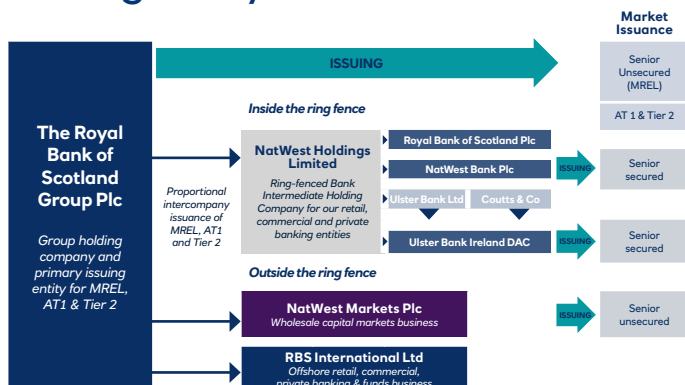 Market
Issuance
ISSUING
Senior
Unsecured
(MREL)
AT 1 & Tier 2
The Royal
Bank of
Scotland
Group Plc
Group holding
company and
primary issuing
entity for MREL,
AT1 & Tier 2
Proportional
intercompany
issuance of
MREL, AT1
and Tier 2
Inside the ring fence
NatWest Holdings
Limited
Ring-fenced Bank
Intermediate Holding
Company for our retail,
commercial and private
banking entities
Royal Bank of Scotland Plc
NatWest Bank Plc
ISSUING
Senior
secured
Ulster Bank Ltd
Coutts & Co
Ulster Bank Ireland DAC
ISSUING
Senior
secured
Outside the ring fence
NatWest Markets Plc
Wholesale capital markets business
ISSUING
Senior
unsecured
RBS International Ltd
Offshore retail, commercial,
private banking & funds business